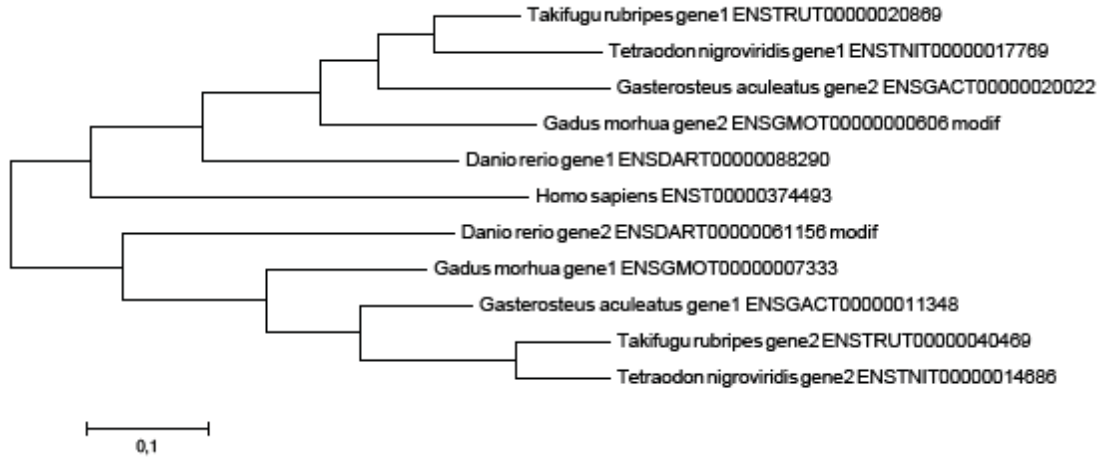 Takifugu rubripes gene1 ENSTRUT00000020869
Tetraodon nigroviridis gene1 ENSTNIT00000017769
Gasterosteus aculeatus gene2 ENSGACT00000020022
Gadus morhua gene2 ENSGMOT00000000606 modif
Danio rerio gene1 ENSDART00000088290
Homo sapiens ENST00000374493
Danio rerio gene2 ENSDART00000061156 modif
Gadus morhua gene1 ENSGMOT00000007333
Gasterosteus aculeatus gene1 ENSGACT00000011348
Takifugu rubripes gene2 ENSTRUT00000040469
Tetraodon nigroviridis gene2 ENSTNIT00000014686
0,1